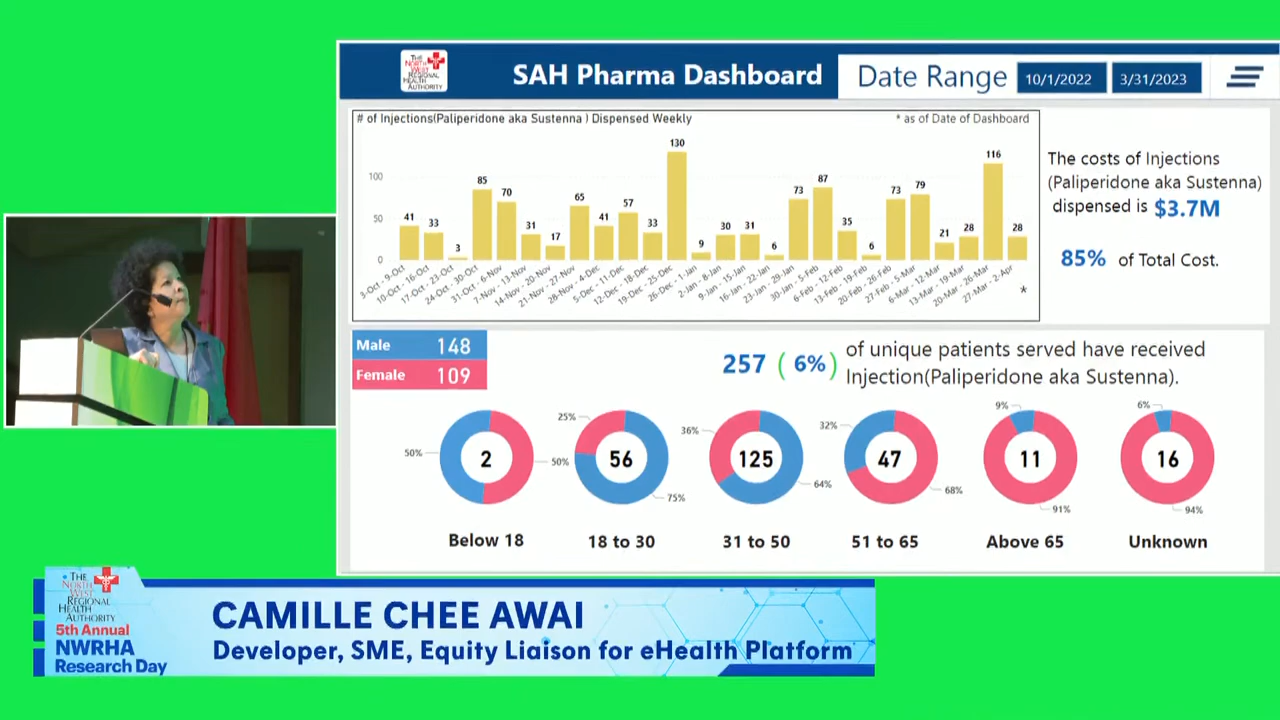 THE
NORTH
WEST
REGIONAL
HEALTH
AUTHORITY
SAH Pharma Dashboard
Date Range
10/1/2022
3/31/2023
# of Injections(Paliperidone aka Sustenna ) Dispensed Weekly
* as of Date of Dashboard
100
50
0
41
33
3
85
70
31
17
65
41
57
33
130
9
30
31
6
73
87
35
6
73
79
21
28
116
28
3-Oct - 9-Oct
10-Oct - 16-Oct
17-Oct - 23-Oct
24-Oct - 30-Oct
31-Oct - 6-Nov
7-Nov - 13-Nov
14-Nov - 20-Nov
21-Nov - 27-Nov
28-Nov - 4-Dec
5-Dec - 11-Dec
12-Dec - 18-Dec
19-Dec - 25-Dec
26-Dec - 1-Jan
2-Jan - 8-Jan
9-Jan - 15-Jan
16-Jan - 22-Jan
23-Jan - 29-Jan
30-Jan - 5-Feb
6-Feb - 12-Feb
13-Feb - 19-Feb
20-Feb - 26-Feb
27-Feb - 5-Mar
6-Mar - 12-Mar
13-Mar - 19-Mar
20-Mar - 26-Mar
27-Mar - 2-Apr
*
The costs of Injections
(Paliperidone aka Sustenna)
dispensed is $3.7M
85% of Total Cost.
Male 148
Female 109
257 ( 6%) of unique patients served have received
Injection(Paliperidone aka Sustenna).
50%
2
50%
25%
56
75%
36%
125
64%
32%
47
68%
9%
11
91%
6%
16
94%
Below 18
18 to 30
31 to 50
51 to 65
Above 65
Unknown
THE
NORTH
WEST
REGIONAL
HEALTH
AUTHORITY
5th Annual
NWRHA
Research Day
CAMILLE CHEE AWAI
Developer, SME, Equity Liaison for eHealth Platform